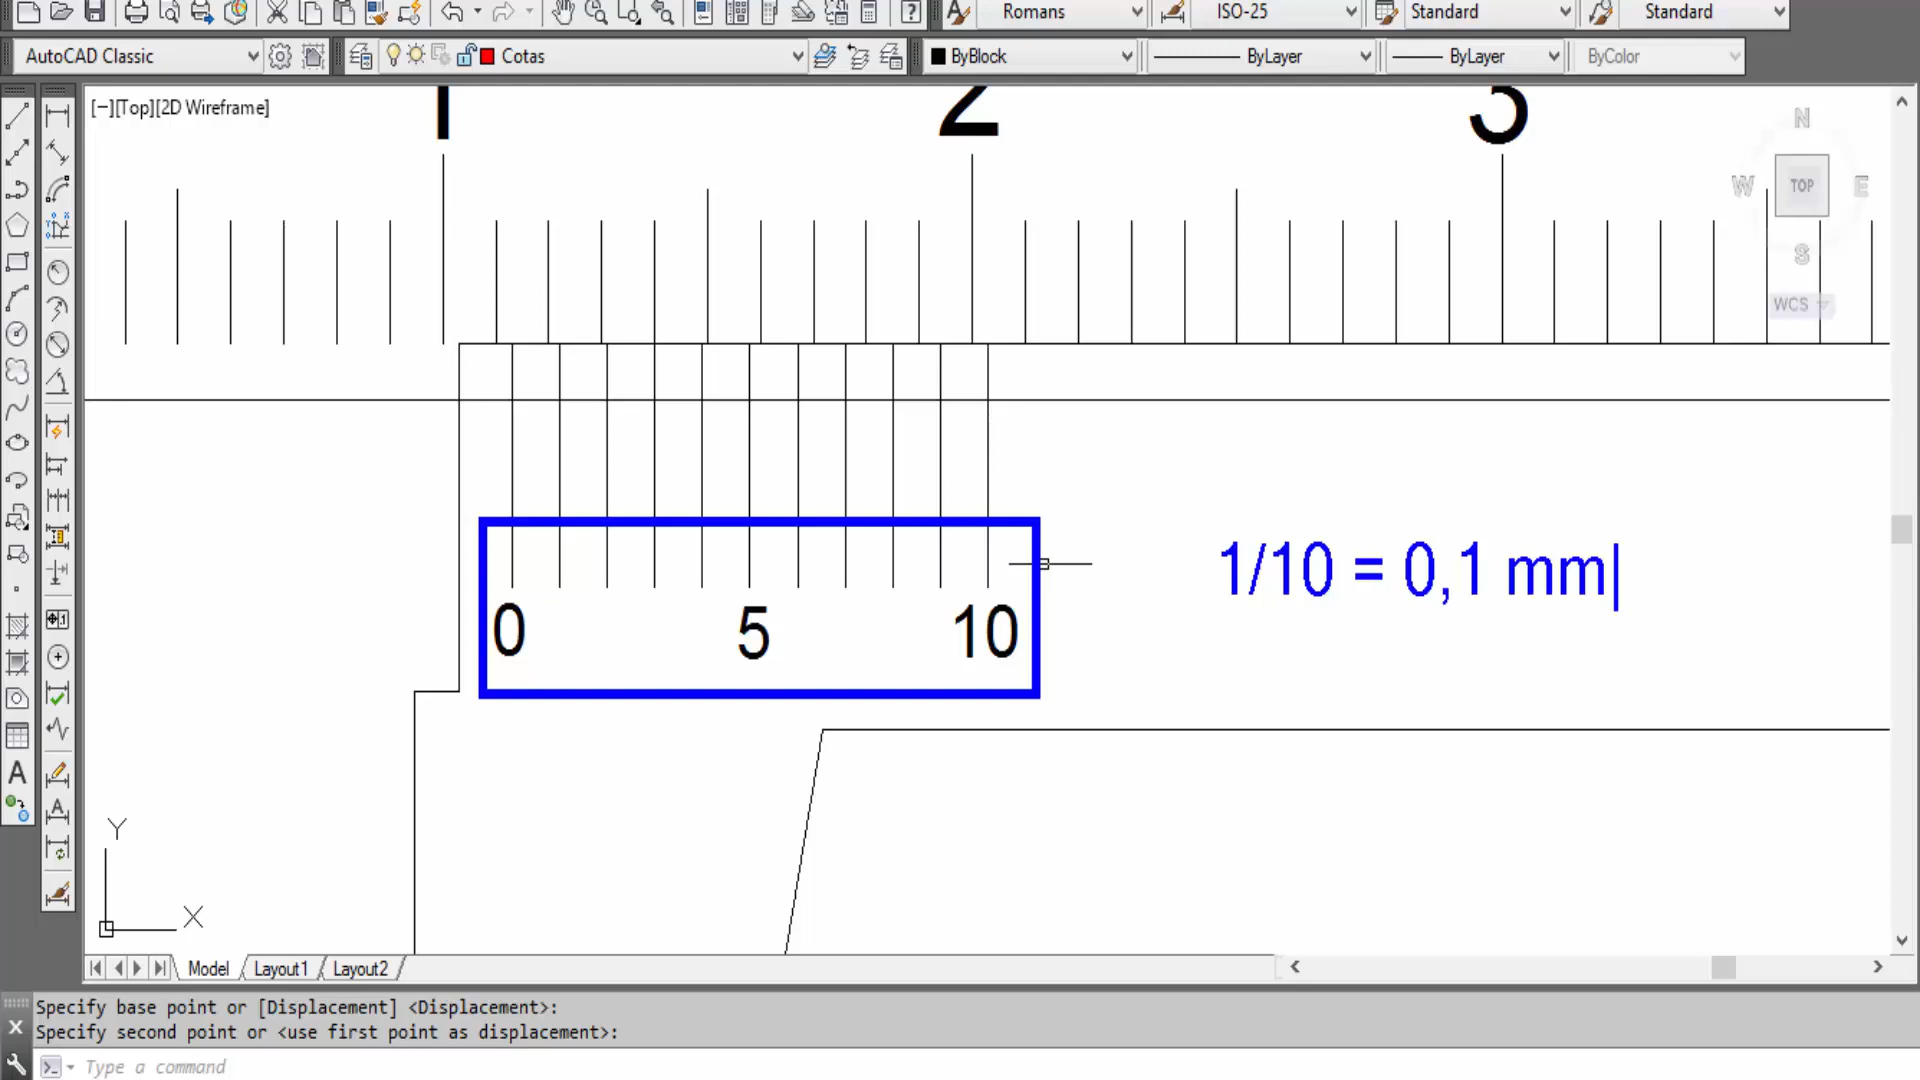 Romans
ISO-25
Standard
Standard
AutoCAD Classic
Cotas
ByBlock
ByLayer
ByLayer
ByColor
[−][Top][2D Wireframe]
1
2
3
N
W
TOP
E
S
WCS
1/10 = 0,1 mm
0
5
10
Y
X
Model
Layout1
Layout2
Specify base point or [Displacement] <Displacement>:
Specify second point or <use first point as displacement>:
Type a command